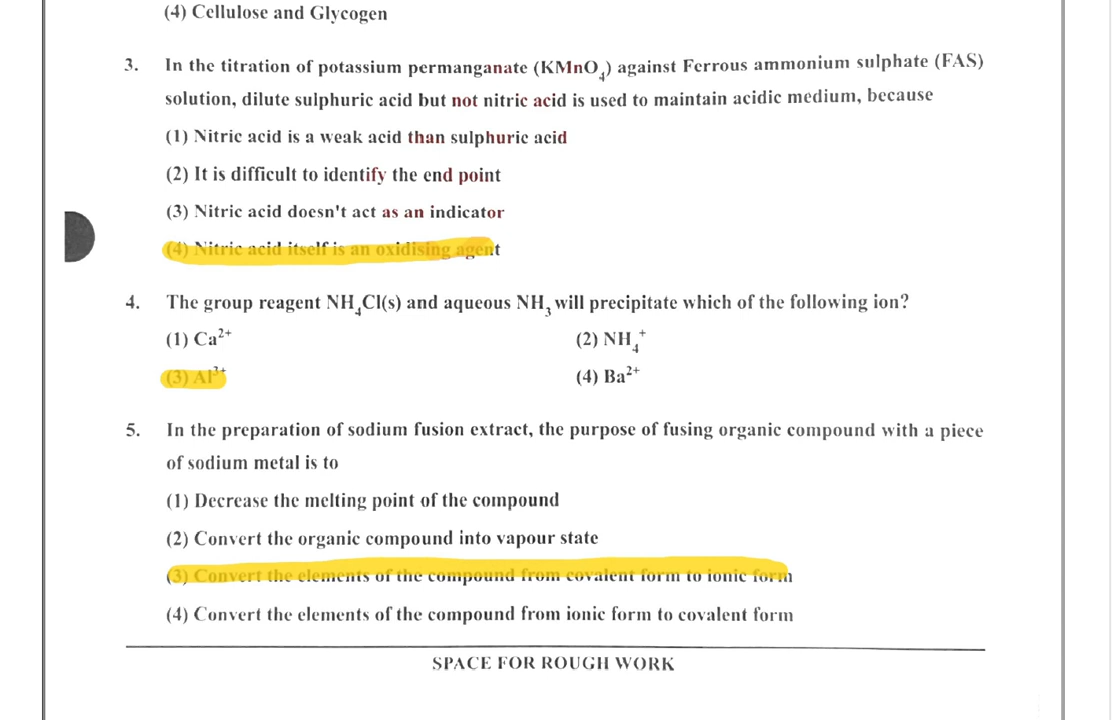 (4) Cellulose and Glycogen
3. In the titration of potassium permanganate (KMnO₄) against Ferrous ammonium sulphate (FAS)
solution, dilute sulphuric acid but not nitric acid is used to maintain acidic medium, because
(1) Nitric acid is a weak acid than sulphuric acid
(2) It is difficult to identify the end point
(3) Nitric acid doesn't act as an indicator
(4) Nitric acid itself is an oxidising agent
4. The group reagent NH₄Cl(s) and aqueous NH₃ will precipitate which of the following ion?
(1) Ca²⁺ (2) NH₄⁺
(3) Al³⁺ (4) Ba²⁺
5. In the preparation of sodium fusion extract, the purpose of fusing organic compound with a piece
of sodium metal is to
(1) Decrease the melting point of the compound
(2) Convert the organic compound into vapour state
(3) Convert the elements of the compound from covalent form to ionic form
(4) Convert the elements of the compound from ionic form to covalent form
SPACE FOR ROUGH WORK